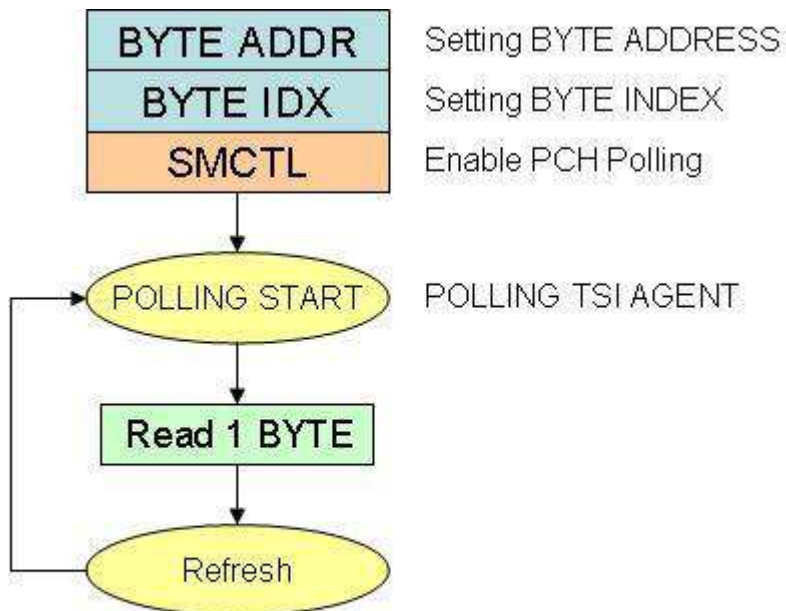 BYTE ADDR Setting BYTE ADDRESS
BYTE IDX Setting BYTE INDEX
SMCTL Enable PCH Polling
POLLING START POLLING TSI AGENT
Read 1 BYTE
Refresh